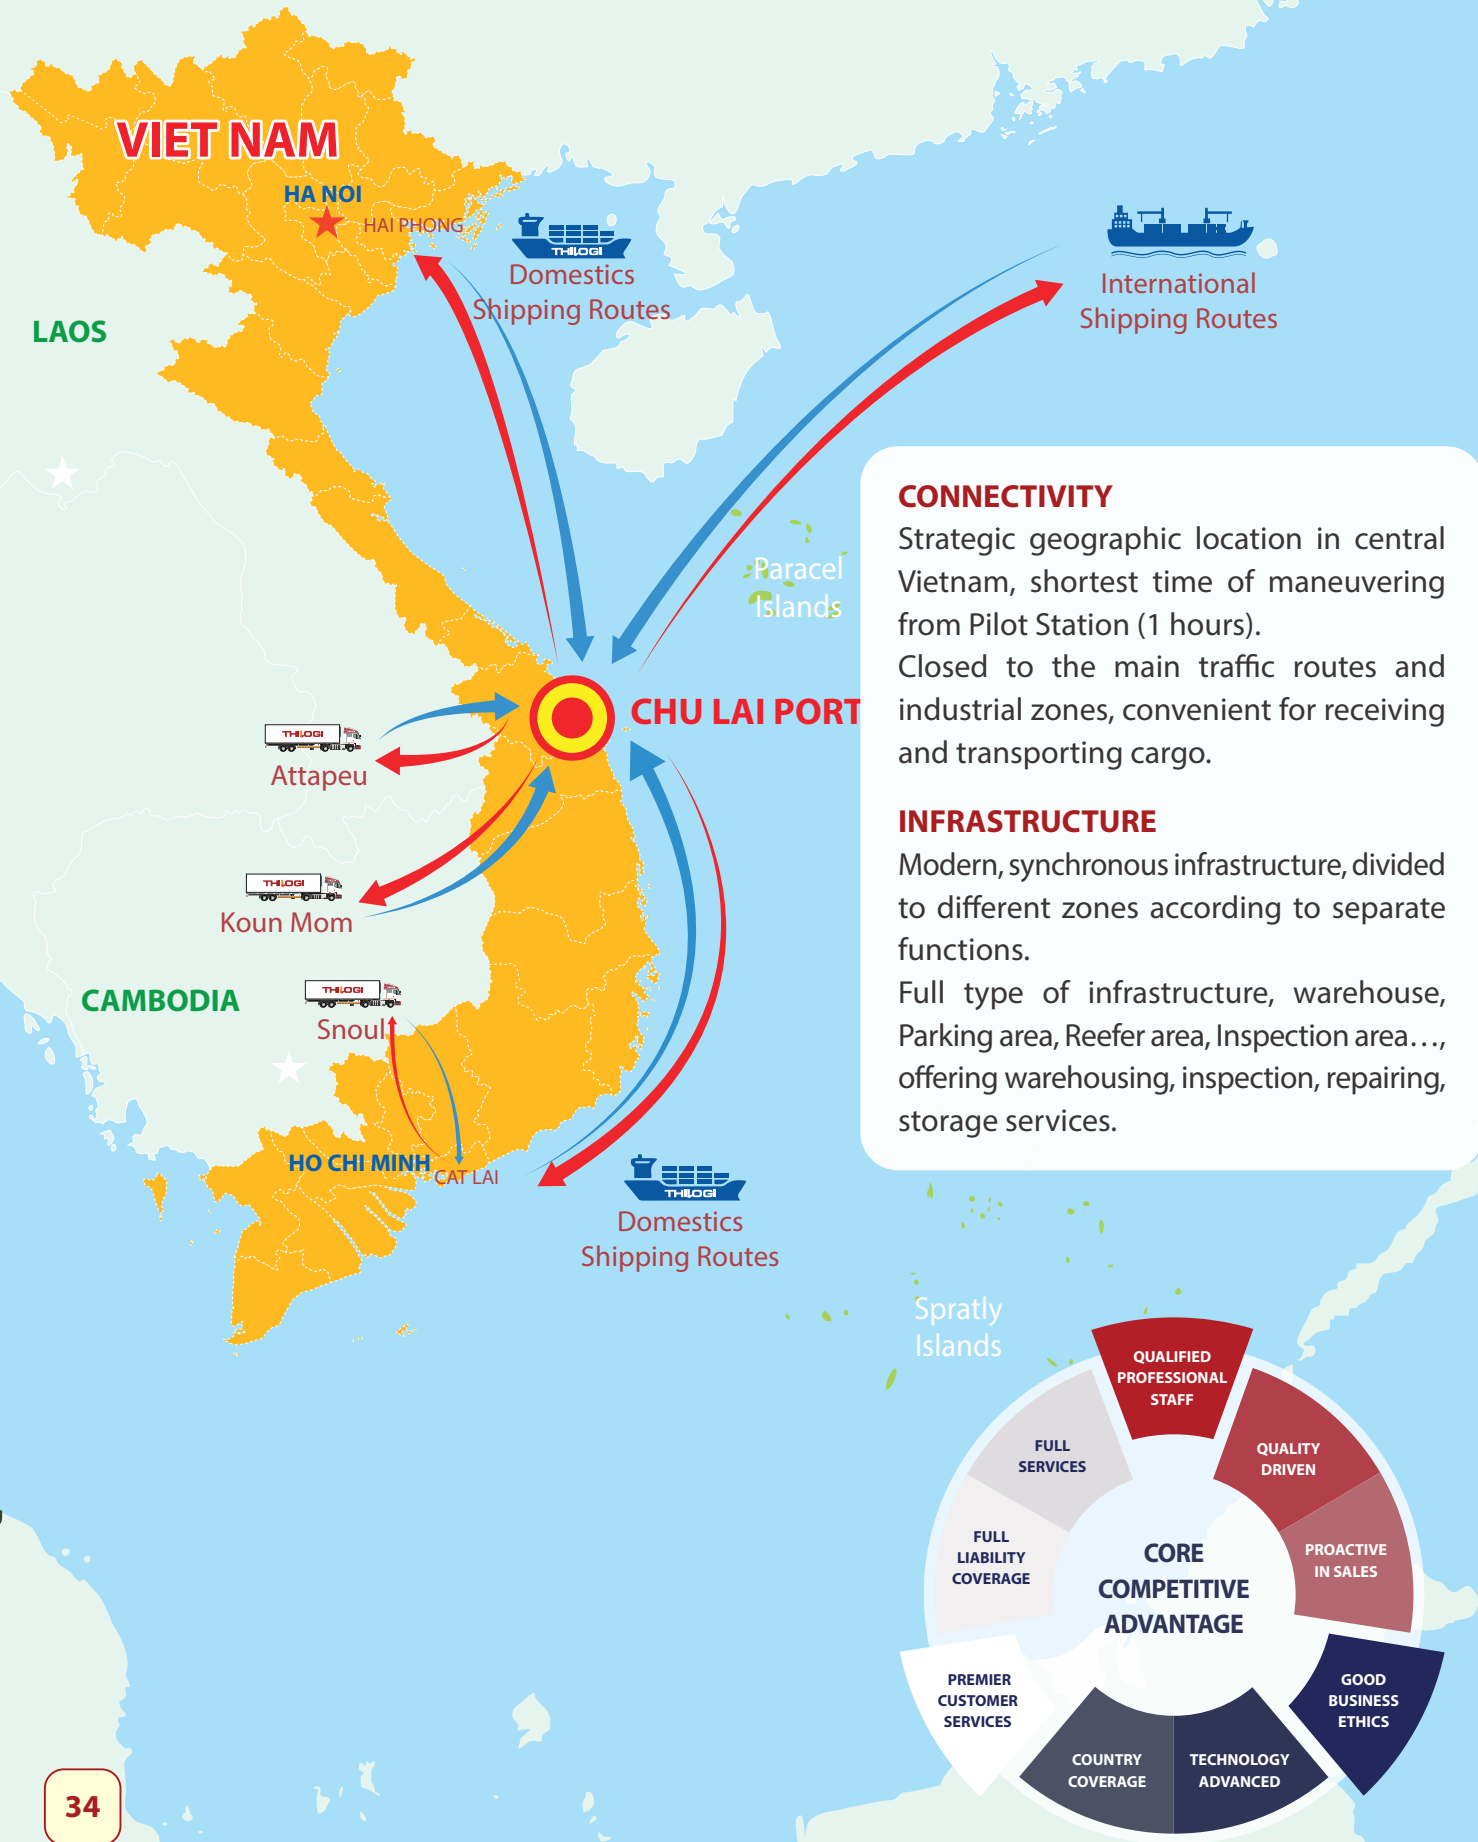 VIET NAM
HA NOI
HAI PHONG
THILOGI
Domestics
Shipping Routes
International
Shipping Routes
LAOS
CONNECTIVITY
Strategic geographic location in central
Vietnam, shortest time of maneuvering
from Pilot Station (1 hours).
Closed to the main traffic routes and
industrial zones, convenient for receiving
and transporting cargo.
INFRASTRUCTURE
Modern, synchronous infrastructure, divided
to different zones according to separate
functions.
Full type of infrastructure, warehouse,
Parking area, Reefer area, Inspection area…,
offering warehousing, inspection, repairing,
storage services.
Paracel
Islands
CHU LAI PORT
THILOGI
Attapeu
THILOGI
Koun Mom
CAMBODIA
THILOGI
Snoul
HO CHI MINH
CAT LAI
THILOGI
Domestics
Shipping Routes
Spratly
Islands
QUALIFIED
PROFESSIONAL
STAFF
QUALITY
DRIVEN
PROACTIVE
IN SALES
GOOD
BUSINESS
ETHICS
TECHNOLOGY
ADVANCED
COUNTRY
COVERAGE
PREMIER
CUSTOMER
SERVICES
FULL
LIABILITY
COVERAGE
FULL
SERVICES
CORE
COMPETITIVE
ADVANTAGE
34